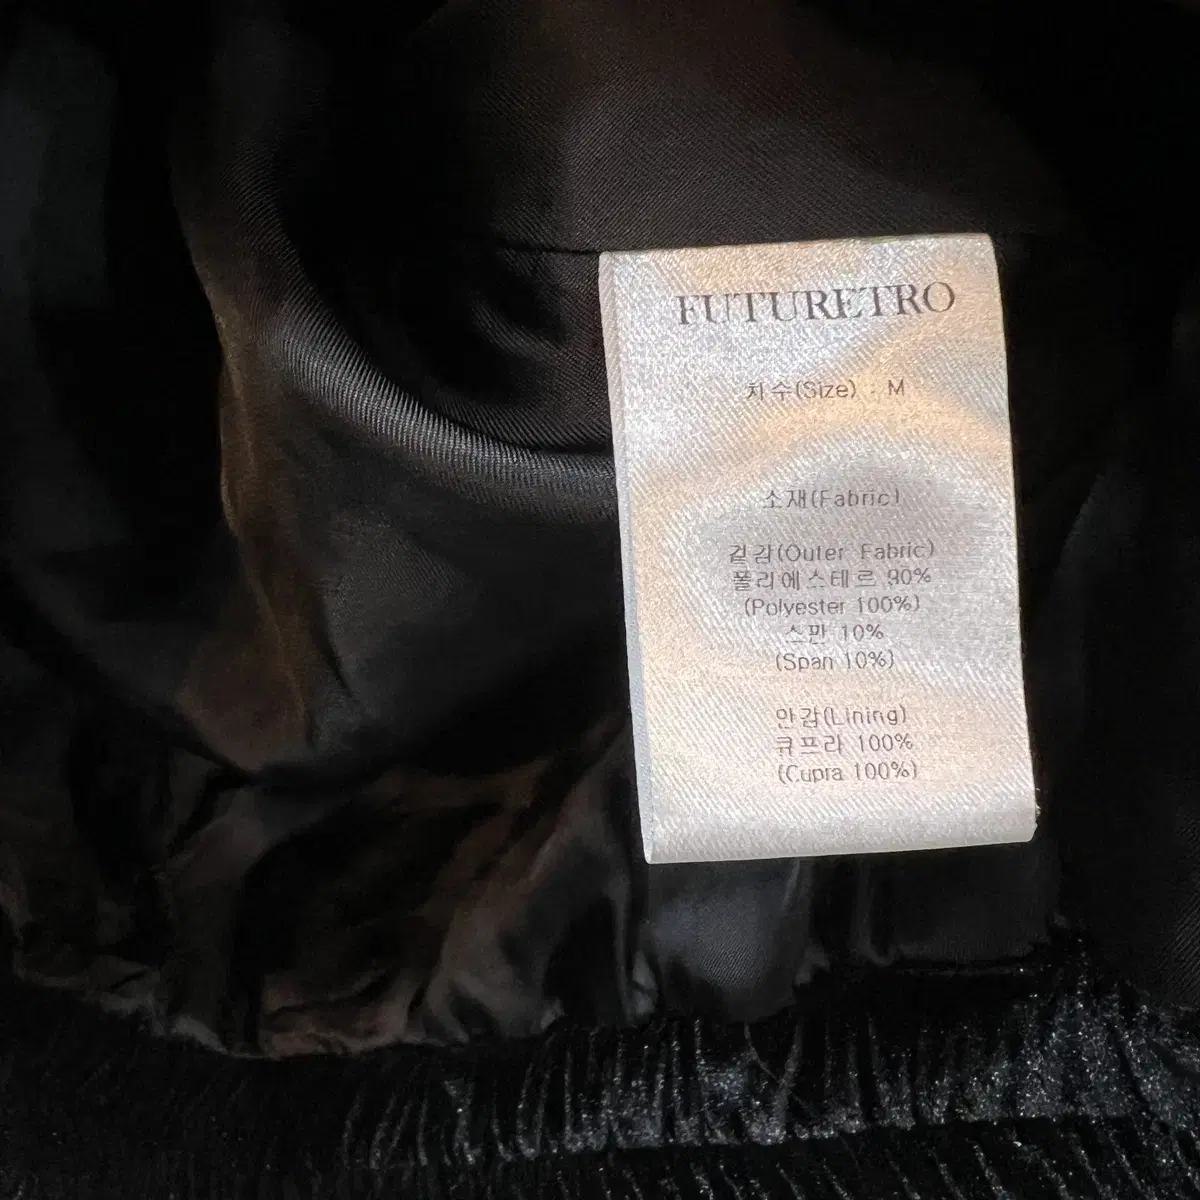 FUTURETRO
치수(Size) : M
소재(Fabric)
겉감(Outer Fabric)
폴리에스테르 90%
(Polyester 100%)
스판 10%
(Span 10%)
안감(Lining)
큐프라 100%
(Cupra 100%)